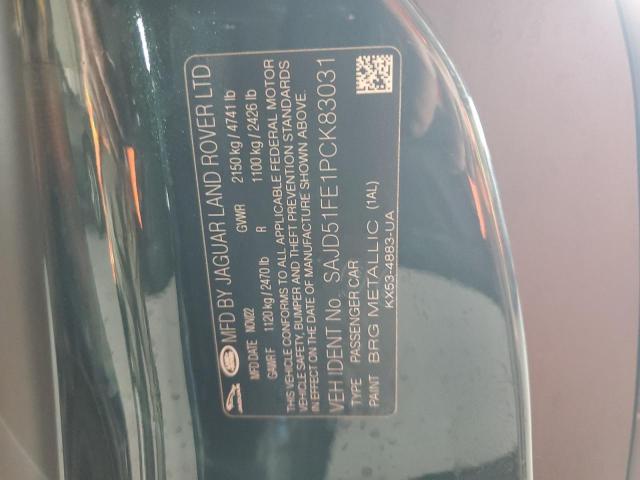 MFD BY JAGUAR LAND ROVER LTD
MFD DATE NOV/22 GVWR 2150 kg / 4741 lb
GAWR F 1120 kg / 2470 lb R 1100 kg / 2426 lb
THIS VEHICLE CONFORMS TO ALL APPLICABLE FEDERAL MOTOR
VEHICLE SAFETY, BUMPER AND THEFT PREVENTION STANDARDS
IN EFFECT ON THE DATE OF MANUFACTURE SHOWN ABOVE.
VEH IDENT No. SAJD51FE1PCK83031
TYPE PASSENGER CAR
PAINT BRG METALLIC (1AL)
KX53-4883-UA